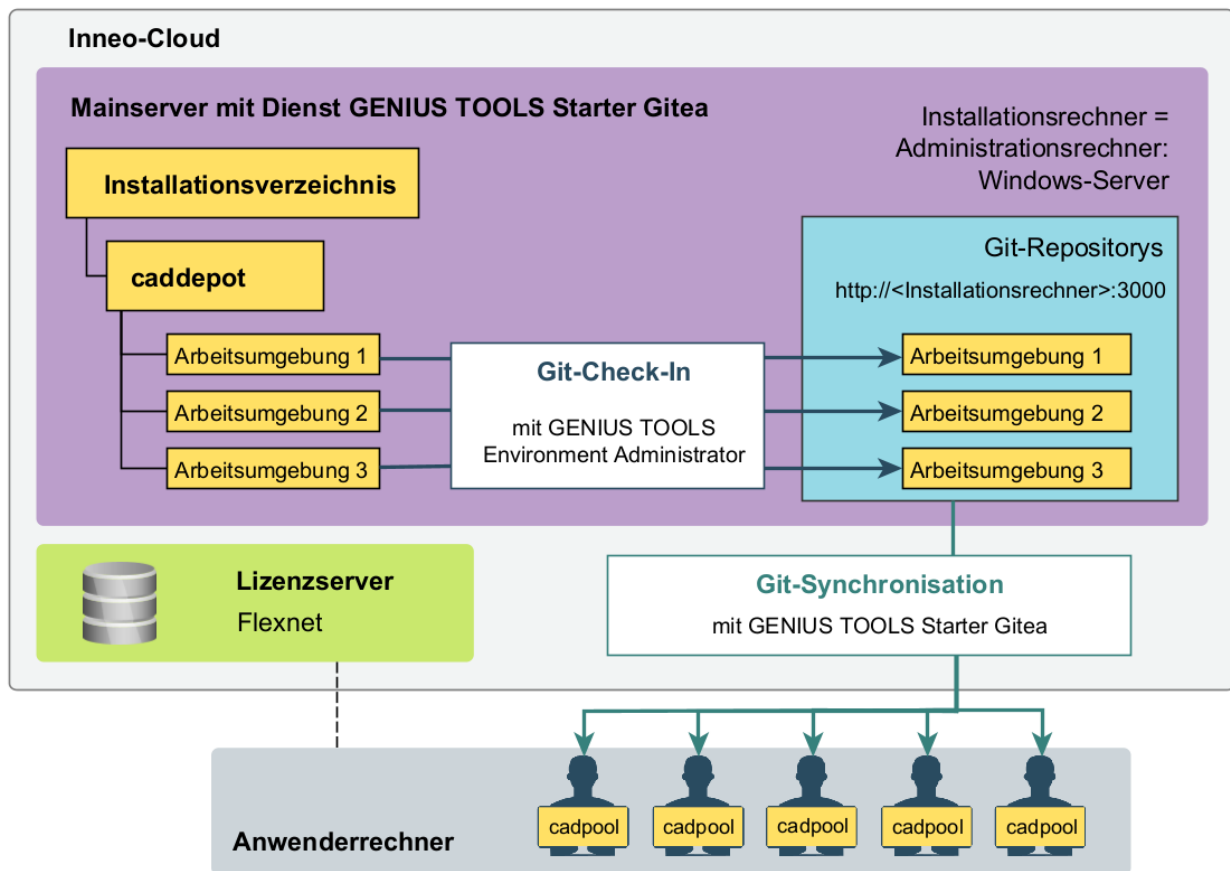 Inneo-Cloud
Mainserver mit Dienst GENIUS TOOLS Starter Gitea
Installationsrechner =
Administrationsrechner:
Windows-Server
Installationsverzeichnis
caddepot
Arbeitsumgebung 1
Arbeitsumgebung 2
Arbeitsumgebung 3
Git-Check-In
mit GENIUS TOOLS
Environment Administrator
Git-Repositorys
http://<Installationsrechner>:3000
Arbeitsumgebung 1
Arbeitsumgebung 2
Arbeitsumgebung 3
Lizenzserver
Flexnet
Git-Synchronisation
mit GENIUS TOOLS Starter Gitea
Anwenderrechner
cadpool
cadpool
cadpool
cadpool
cadpool